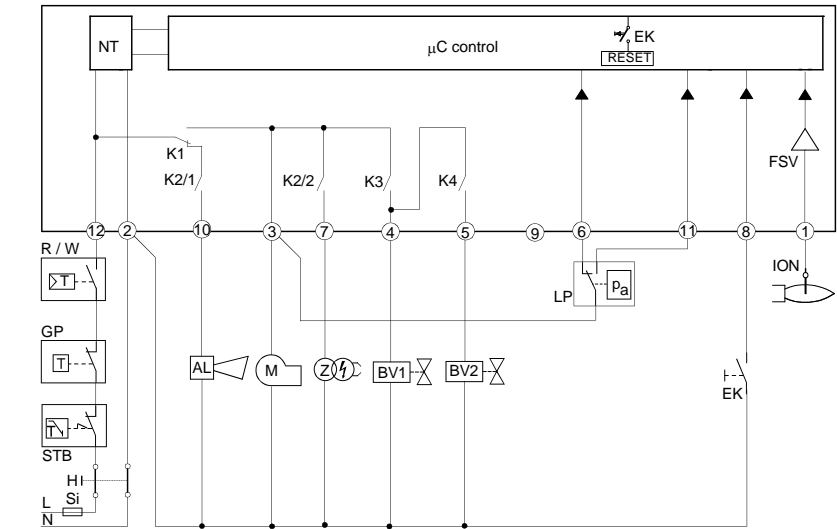 NT
µC control
EK
RESET
FSV
K1
K2/1
K2/2
K3
K4
12
2
10
3
7
4
5
9
6
11
8
1
R / W
T
ION
LP
pa
GP
T
AL
M
Z
BV1
BV2
EK
T
STB
H
L
Si
N